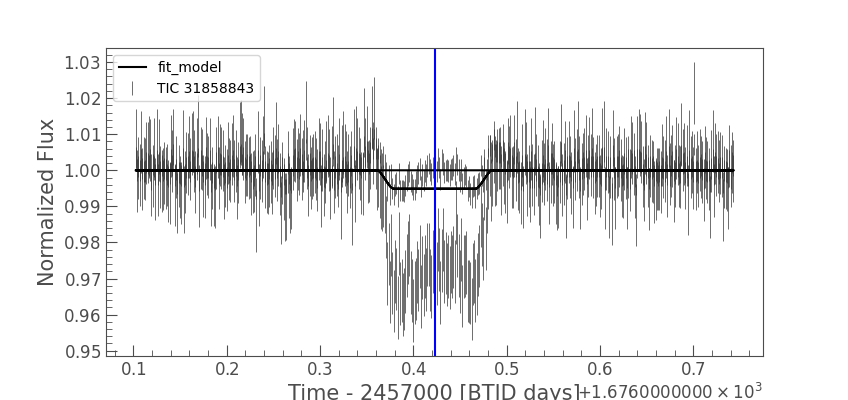 fit_model
TIC 31858843
Normalized Flux
1.03
1.02
1.01
1.00
0.99
0.98
0.97
0.96
0.95
0.1 0.2 0.3 0.4 0.5 0.6 0.7
Time - 2457000 [BTJD days]
+1.6760000000 × 10³